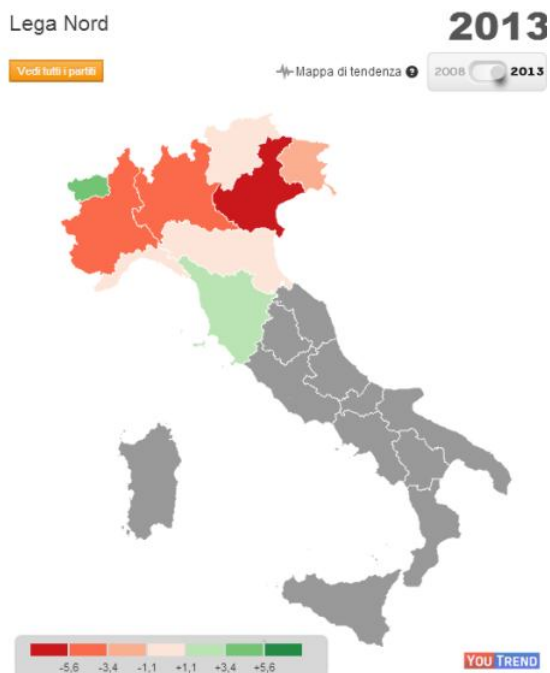 Lega Nord
2013
Vedi tutti i partiti
Mappa di tendenza ?
2008 2013
-5,6 -3,4 -1,1 +1,1 +3,4 +5,6
YOU TREND